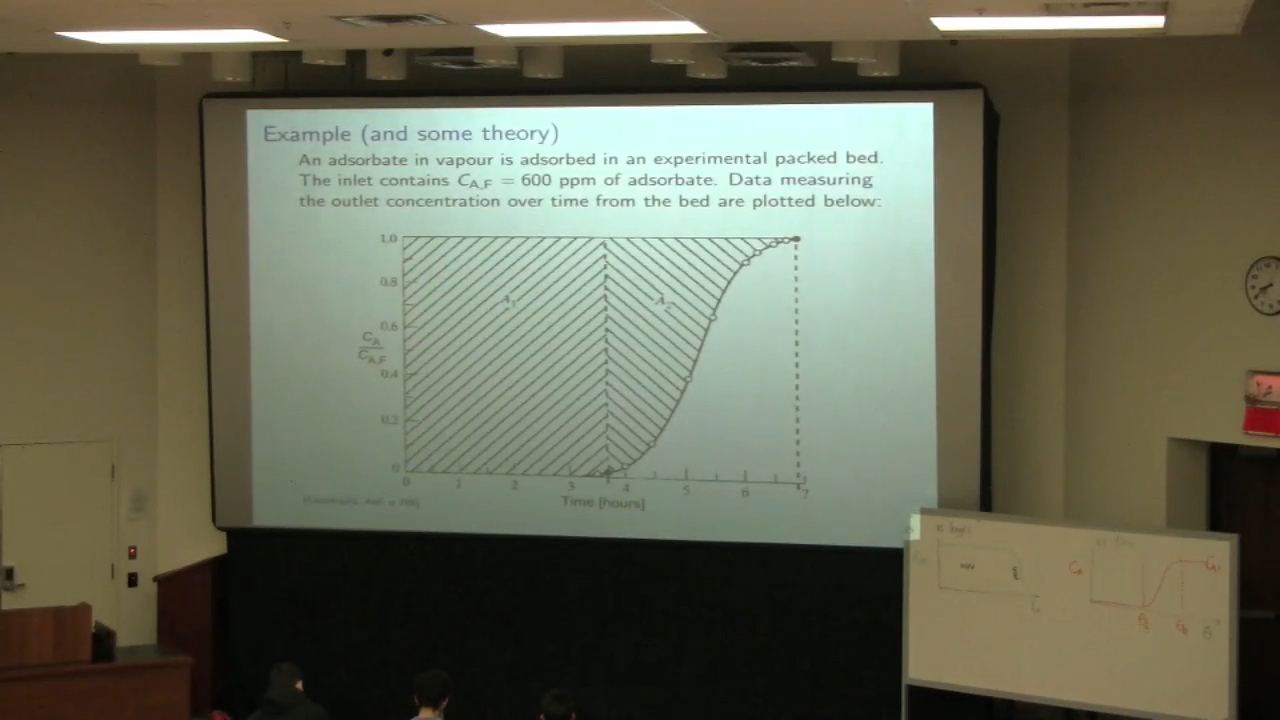 Example (and some theory)
An adsorbate in vapour is adsorbed in an experimental packed bed.
The inlet contains C_A,F = 600 ppm of adsorbate. Data measuring
the outlet concentration over time from the bed are plotted below:
1.0
0.8
0.6
0.4
0.2
0
C_A
C_A,F
A_1
A_2
0 1 2 3 4 5 6 7
Time [hours]
vs length
C_A